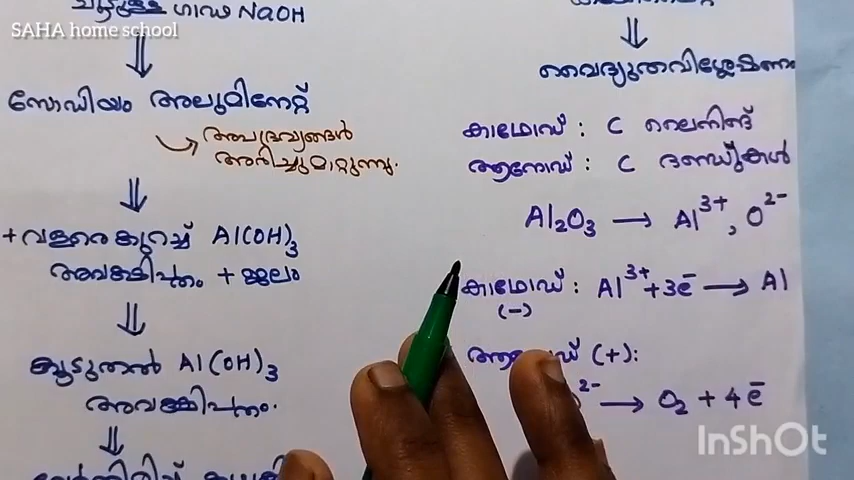 SAHA home school
ചൂടുള്ള ഗാഢ NaOH
⇓
സോഡിയം അലുമിനേറ്റ്
അപദ്രവ്യങ്ങൾ
അരിച്ചുമാറ്റുന്നു.
⇓
+ വളരെ കുറച്ച് Al(OH)3
അവക്ഷിപ്തം + ജലം
⇓
കൂടുതൽ Al(OH)3
അവക്ഷിപ്തം.
⇓
⇓
വൈദ്യുതവിശ്ലേഷണം
കാഥോഡ് : C ലൈനിങ്
ആനോഡ് : C ദണ്ഡുകൾ
Al2O3 → Al3+, O2-
കാഥോഡ് : Al3+ + 3e̅ → Al
(-)
(+):
2- → O2 + 4e̅
InShOt